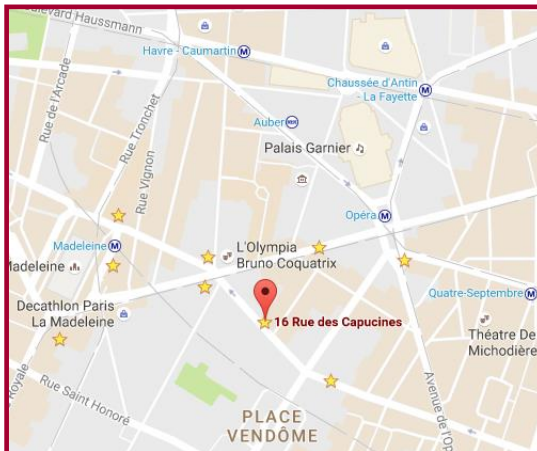 Boulevard Haussmann
Havre - Caumartin
Chaussée d'Antin
- La Fayette
Rue de l'Arcade
Rue Tronchet
Auber
Palais Garnier
Rue Vignon
Opéra
Madeleine
L'Olympia
Bruno Coquatrix
Madeleine
Decathlon Paris
La Madeleine
Quatre-Septembre
16 Rue des Capucines
Théatre De
Michodière
Royale
Rue Saint Honoré
Avenue de l'Op
PLACE
VENDÔME